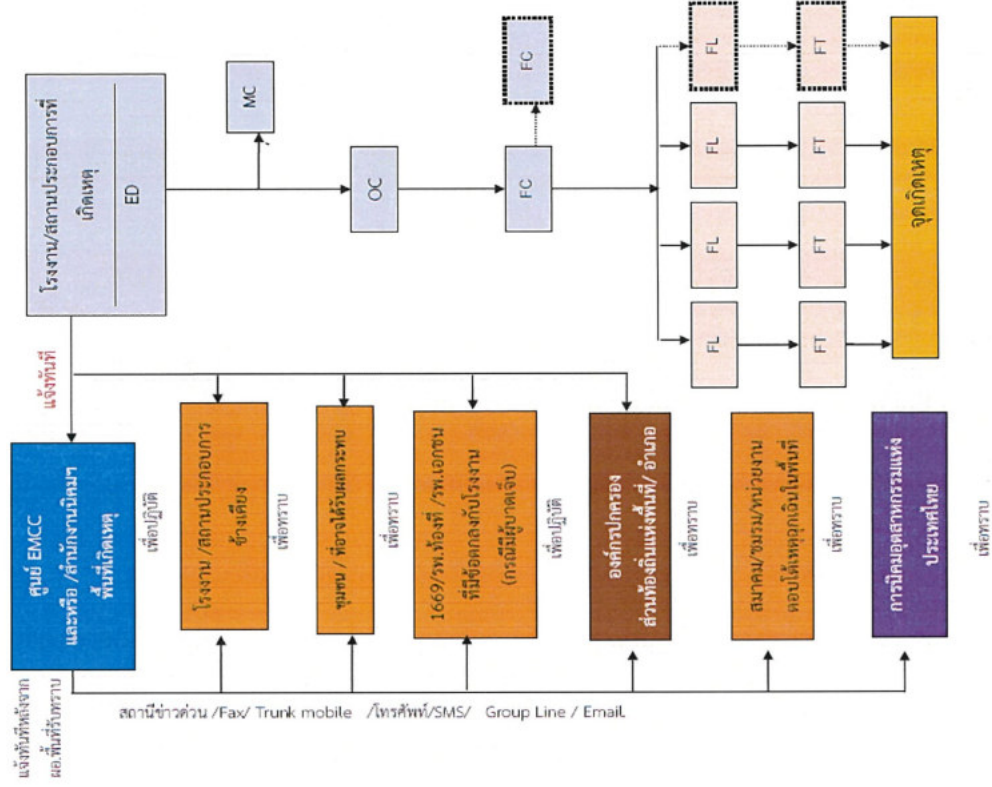 โรงงาน/สถานประกอบการที่
เกิดเหตุ
ED
MC
OC
FC
FC
FL
FL
FL
FL
FT
FT
FT
FT
จุดเกิดเหตุ
แจ้งทันที
ศูนย์ EMCC
และหรือ /สำนักงานนิคมฯ
พื้นที่เกิดเหตุ
เพื่อปฏิบัติ
โรงงาน /สถานประกอบการ
ข้างเคียง
เพื่อทราบ
ชุมชน / ที่อาจได้รับผลกระทบ
เพื่อทราบ
1669/รพ.ท้องที่ /รพ.เอกชน
ที่มีข้อตกลงกับโรงงาน
(กรณีมีผู้บาดเจ็บ)
เพื่อปฏิบัติ
องค์กรปกครอง
ส่วนท้องถิ่นแห่งพื้นที่/ อำเภอ
เพื่อทราบ
สมาคม/ชมรม/หน่วยงาน
ตอบโต้เหตุฉุกเฉินในพื้นที่
เพื่อทราบ
การนิคมอุตสาหกรรมแห่ง
ประเทศไทย
เพื่อทราบ
แจ้งทันทีหลังจาก
ผอ.พื้นที่รับทราบ
สถานีข่าวด่วน /Fax/ Trunk mobile /โทรศัพท์/SMS/ Group Line / Email